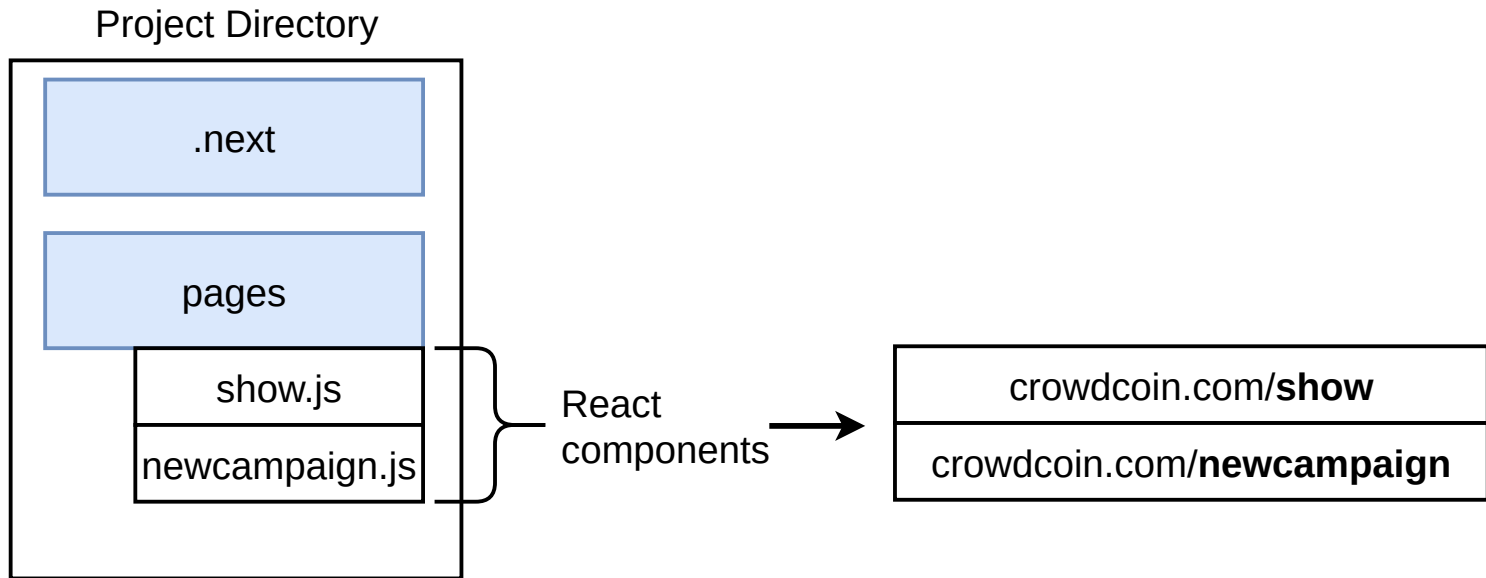 Project Directory
.next
pages
show.js
newcampaign.js
React
components
crowdcoin.com/show
crowdcoin.com/newcampaign